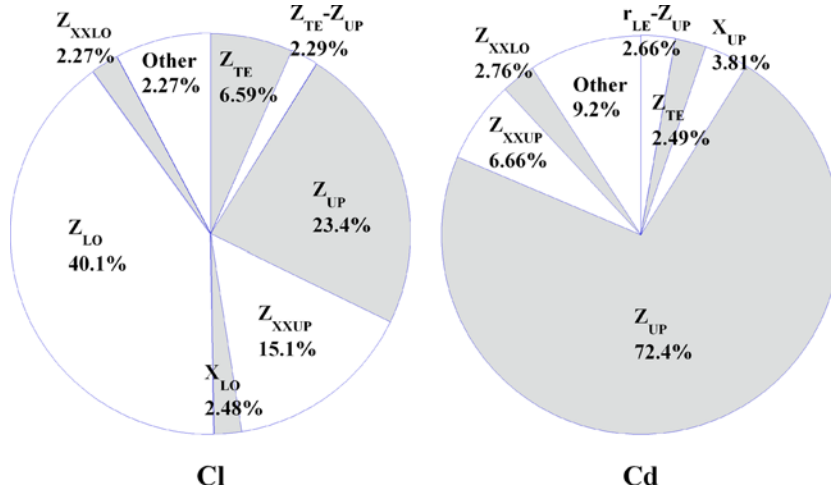 Z_TE-Z_UP
2.29%
Z_XXLO
2.27%
Other
2.27%
Z_TE
6.59%
Z_UP
23.4%
Z_LO
40.1%
Z_XXUP
15.1%
X_LO
2.48%
Cl
r_LE-Z_UP
2.66%
X_UP
3.81%
Z_XXLO
2.76%
Other
9.2%
Z_TE
2.49%
Z_XXUP
6.66%
Z_UP
72.4%
Cd